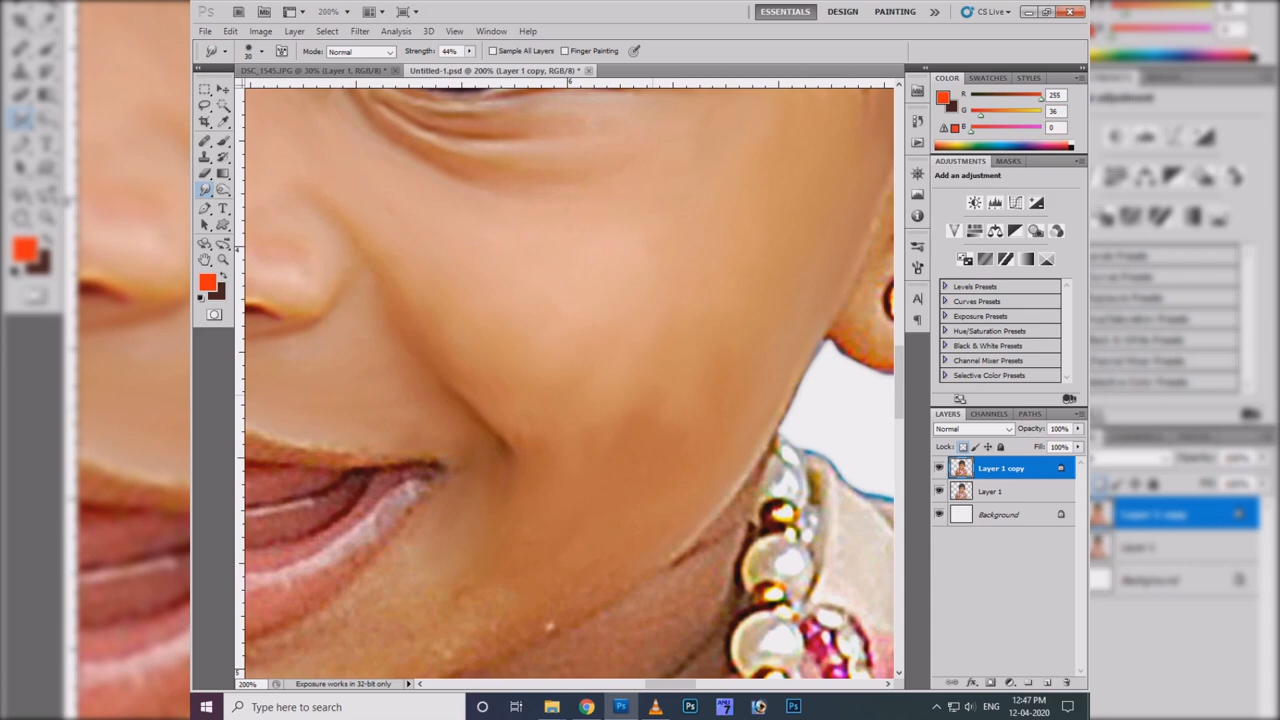 Ps Br Mb 200% ESSENTIALS DESIGN PAINTING CS Live
File Edit Image Layer Select Filter Analysis 3D View Window Help
30 Mode: Normal Strength: 44% Sample All Layers Finger Painting
DSC_1545.JPG @ 30% (Layer 1, RGB/8) * Untitled-1.psd @ 200% (Layer 1 copy, RGB/8) *
COLOR SWATCHES STYLES
R 255
G 36
B 0
ADJUSTMENTS MASKS
Add an adjustment
Levels Presets
Curves Presets
Exposure Presets
Hue/Saturation Presets
Black & White Presets
Channel Mixer Presets
Selective Color Presets
LAYERS CHANNELS PATHS
Normal Opacity: 100%
Lock: Fill: 100%
Layer 1 copy
Layer 1
Background
200% Exposure works in 32-bit only
Type here to search
ENG
12:47 PM
12-04-2020